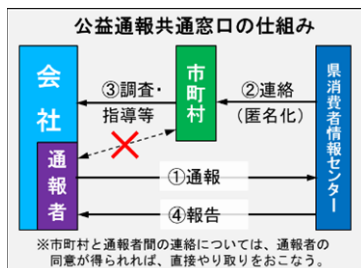 公益通報共通窓口の仕組み
会社
通報者
市町村
県消費者情報センター
③調査・
指導等
②連絡
(匿名化)
①通報
④報告
※市町村と通報者間の連絡については、通報者の
同意が得られれば、直接やり取りをおこなう。